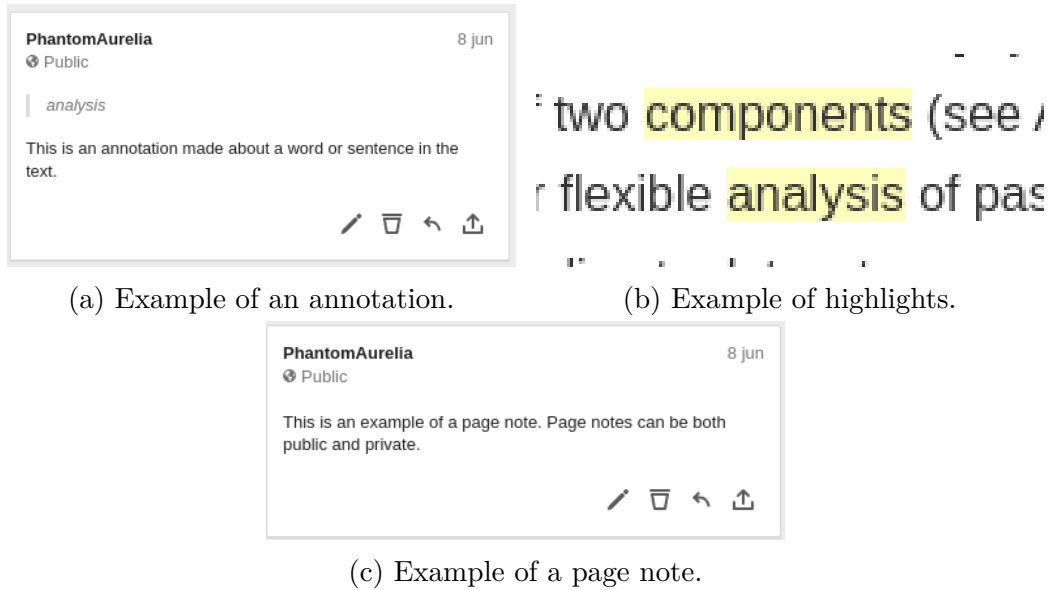 PhantomAurelia 8 jun
Public
analysis
This is an annotation made about a word or sentence in the
text.
two components (see
flexible analysis of pas
(a) Example of an annotation.
(b) Example of highlights.
PhantomAurelia 8 jun
Public
This is an example of a page note. Page notes can be both
public and private.
(c) Example of a page note.